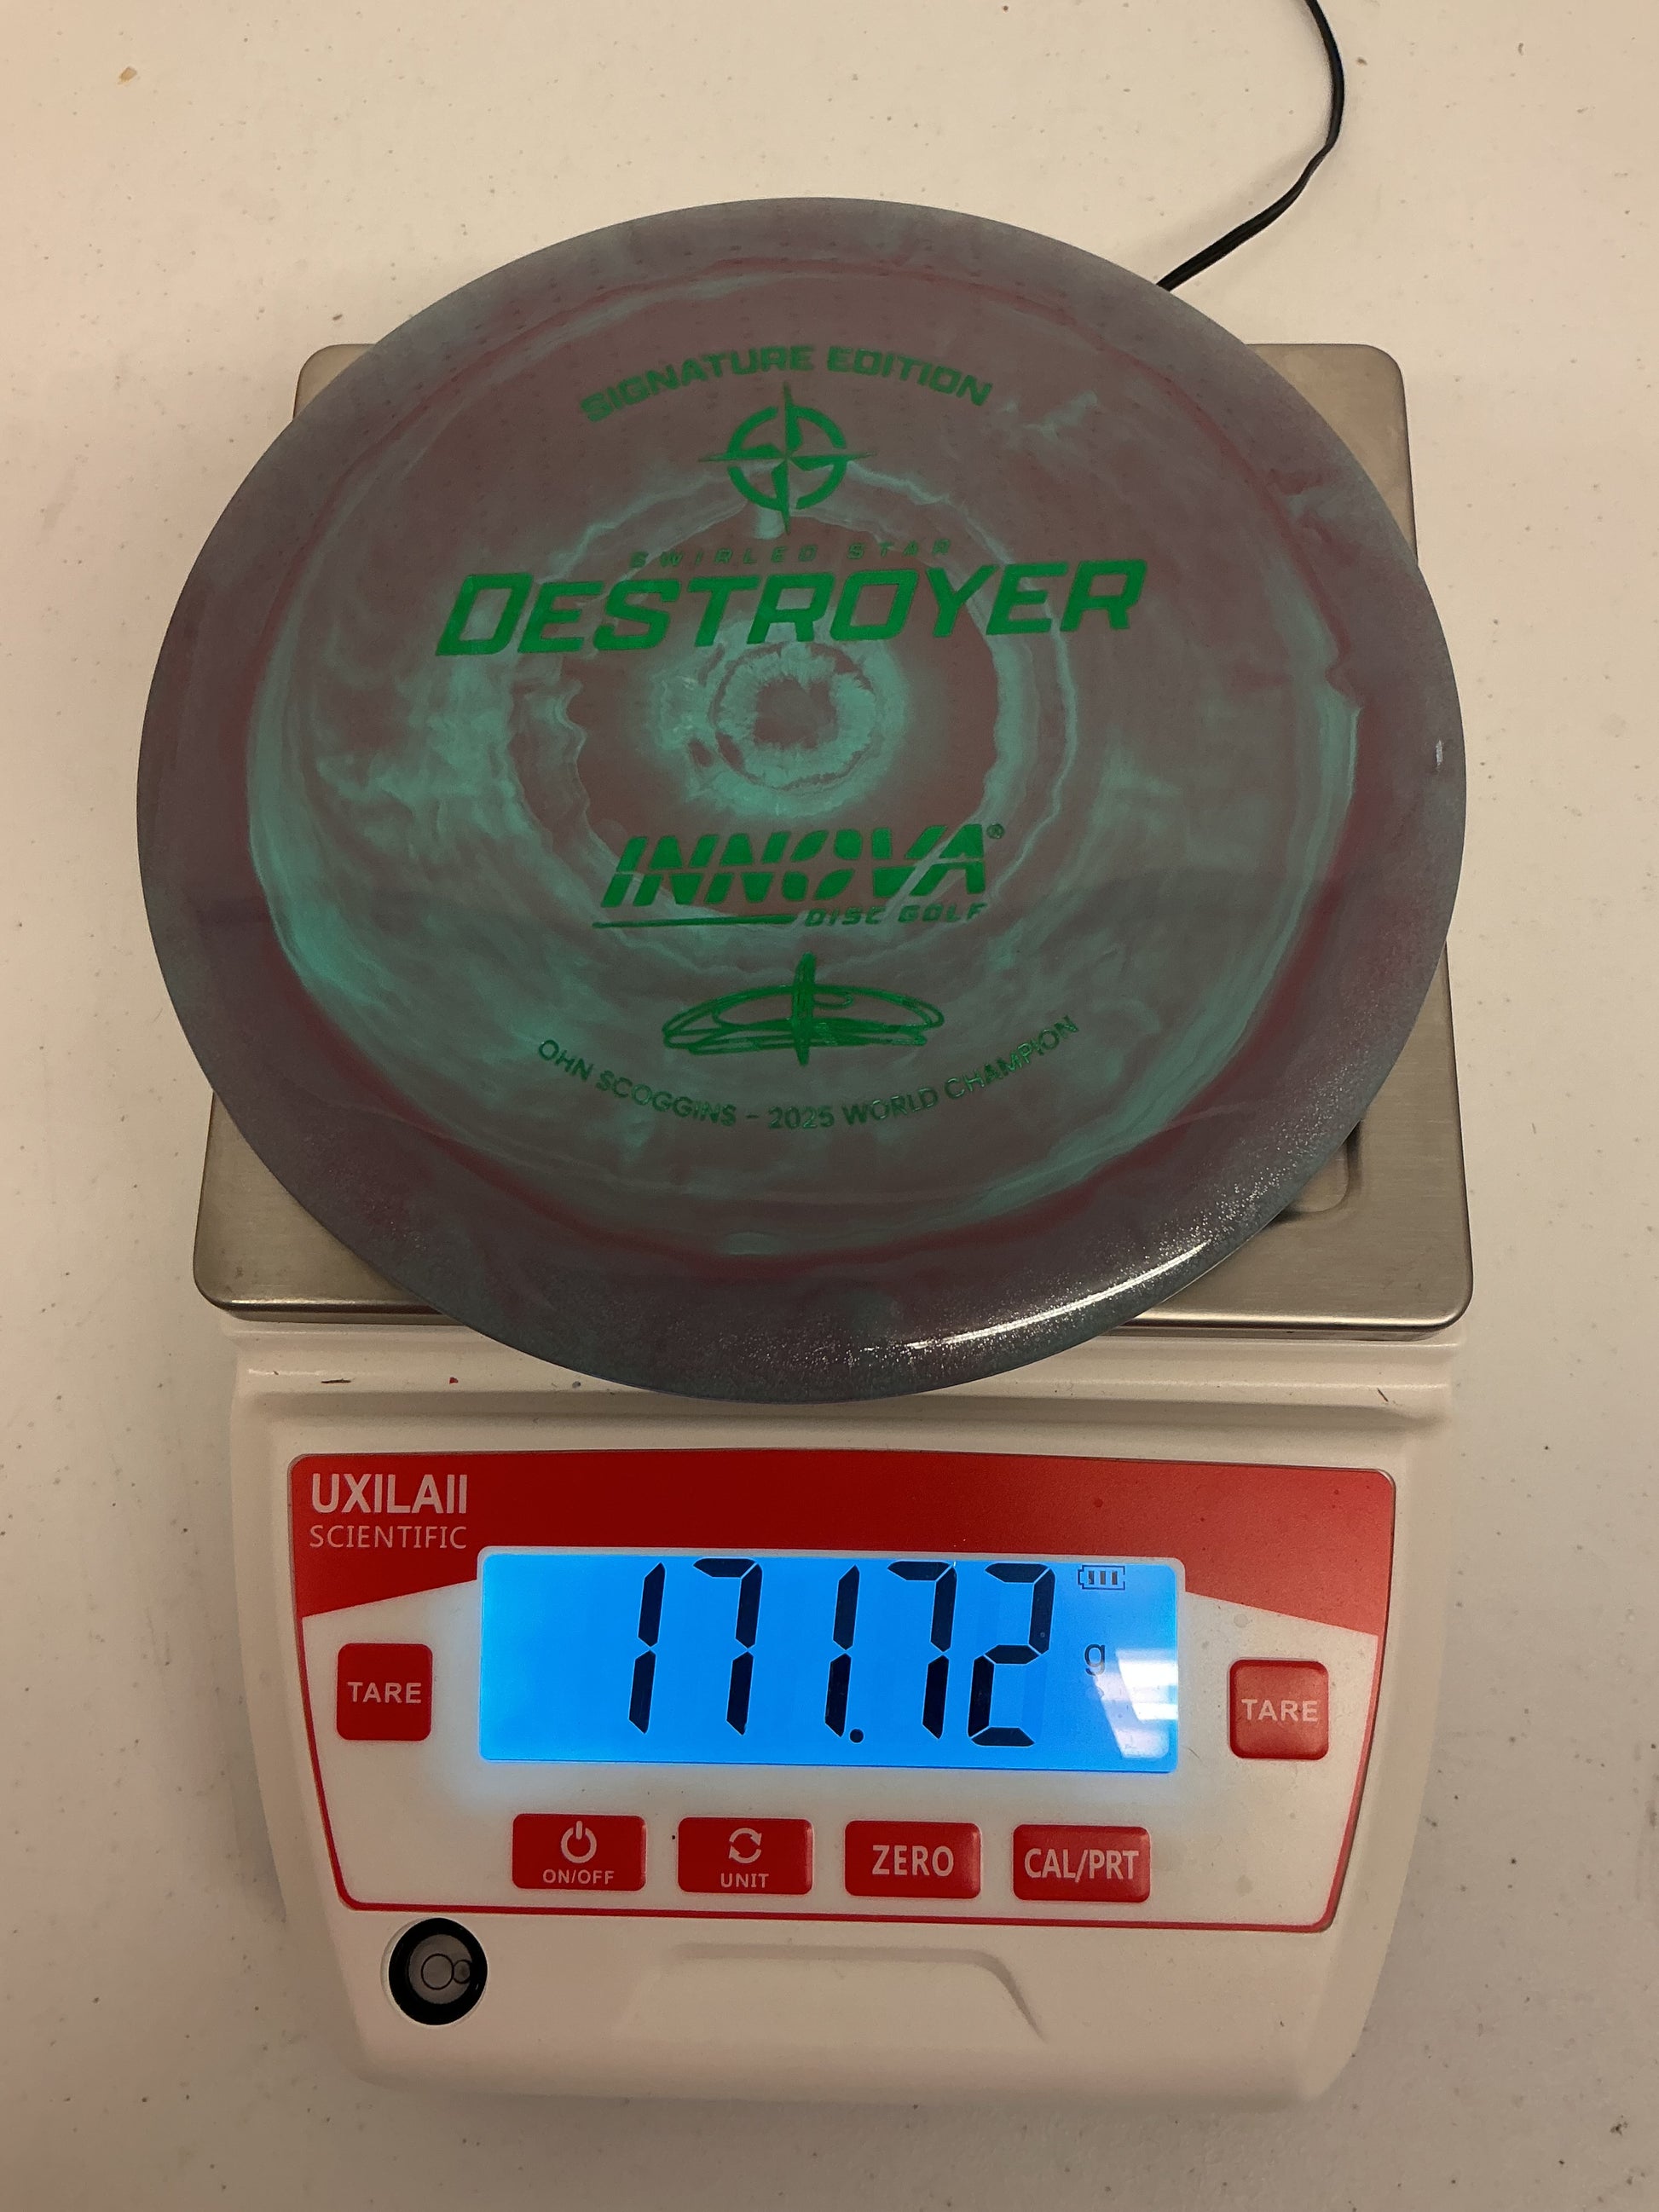 SIGNATURE EDITION
SWIRLED STAR
DESTROYER
INNOVA®
DISC GOLF
OHN SCOGGINS - 2025 WORLD CHAMPION
UXILAII
SCIENTIFIC
171.72 g
TARE
TARE
ON/OFF
UNIT
ZERO
CAL/PRT